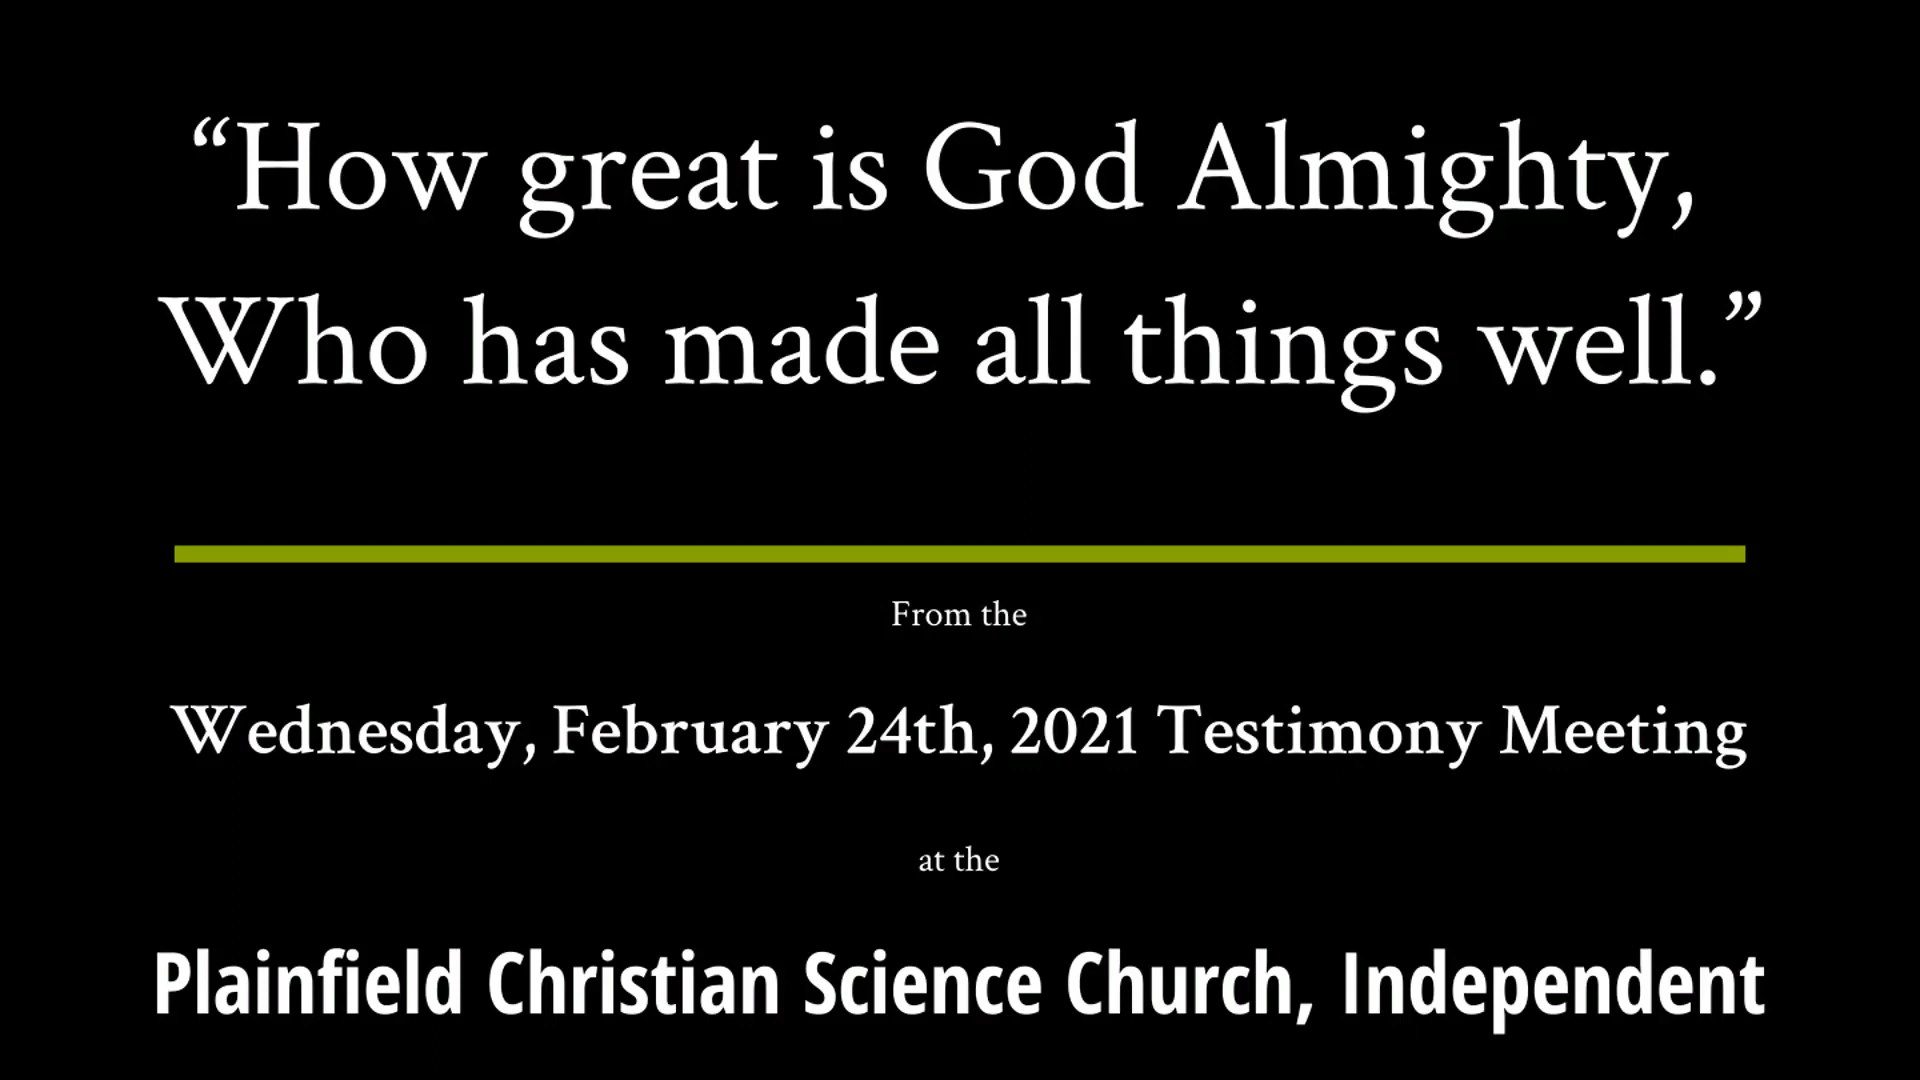 “How great is God Almighty,
Who has made all things well.”
From the
Wednesday, February 24th, 2021 Testimony Meeting
at the
Plainfield Christian Science Church, Independent